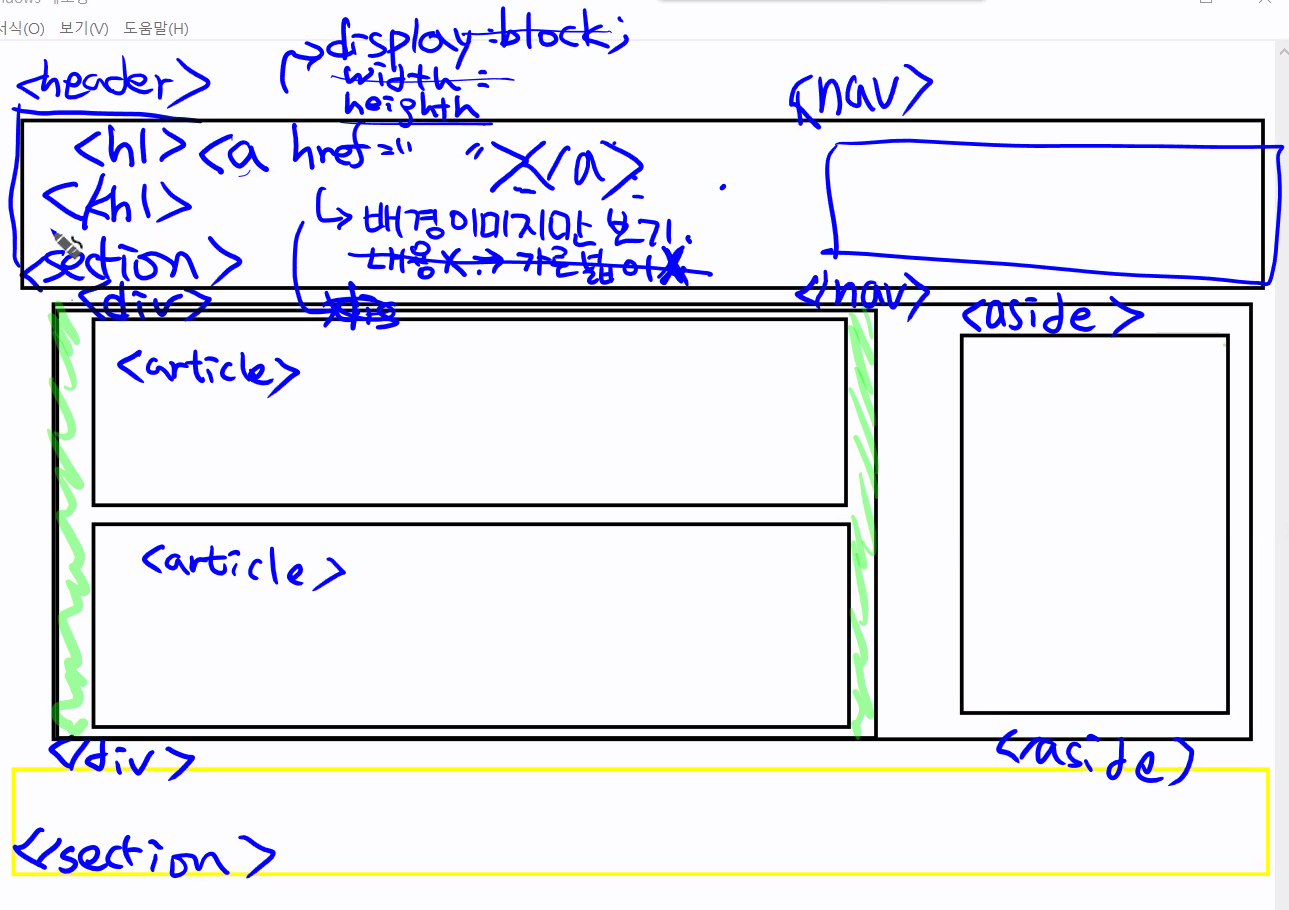 서식(O) 보기(V) 도움말(H)
display:block;
width:
heighth
<header>
<nav>
<h1> <a href=" "></a>
</h1>
배경이미지만 보기.
내용X.→ 가로넓이X
<section>
<div>
</nav>
<aside>
<article>
<article>
</div>
</aside>
</section>